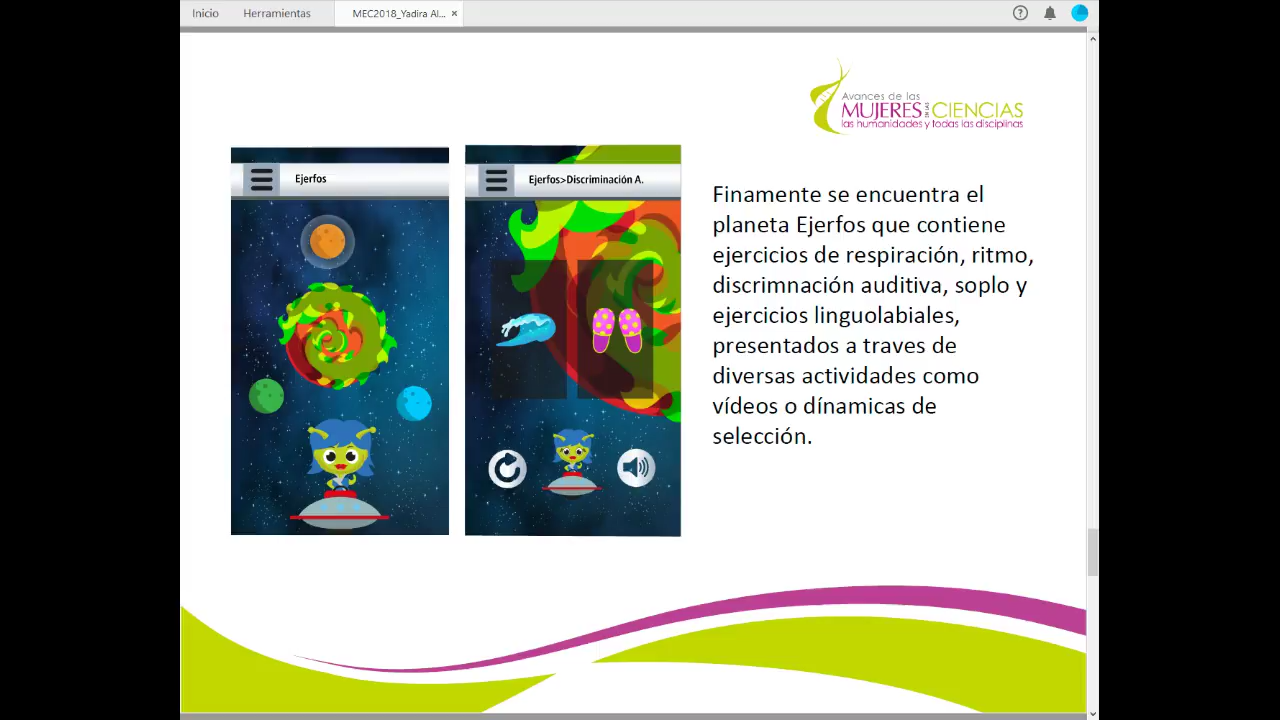 Inicio
Herramientas
MEC2018_Yadira Al... ×
Avances de las
MUJERES EN LAS CIENCIAS
las humanidades y todas las disciplinas
Ejerfos
Ejerfos>Discriminación A.
Finamente se encuentra el
planeta Ejerfos que contiene
ejercicios de respiración, ritmo,
discrimnación auditiva, soplo y
ejercicios linguolabiales,
presentados a traves de
diversas actividades como
vídeos o dínamicas de
selección.